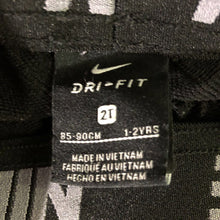 DRI-FIT
2T
85-90CM 1-2YRS
MADE IN VIETNAM
FABRIQUÉ AU VIETNAM
HECHO EN VIETNAM